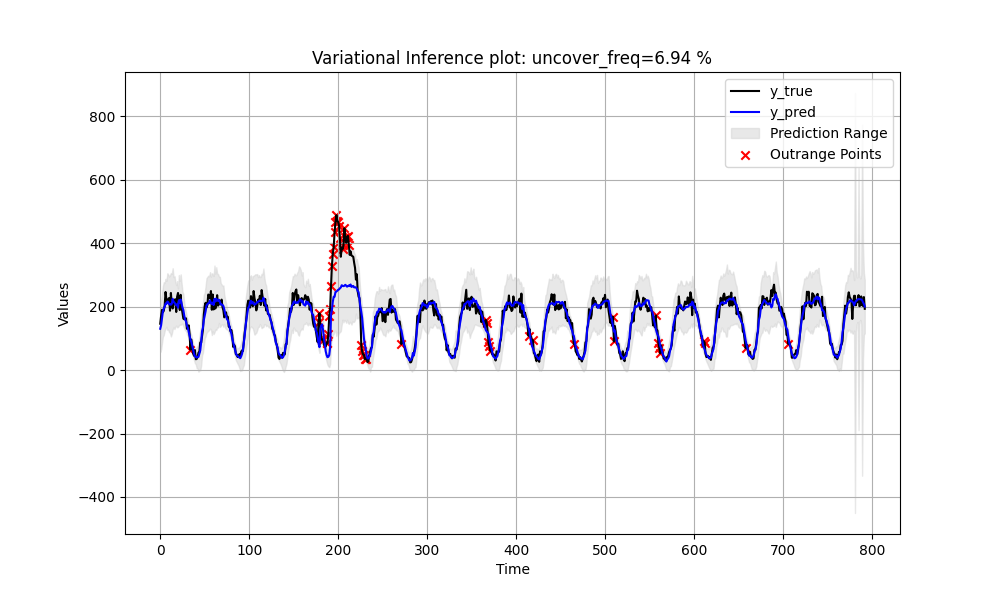 Variational Inference plot: uncover_freq=6.94 %
y_true
y_pred
Prediction Range
Outrange Points
Values
800
600
400
200
0
−200
−400
0 100 200 300 400 500 600 700 800
Time